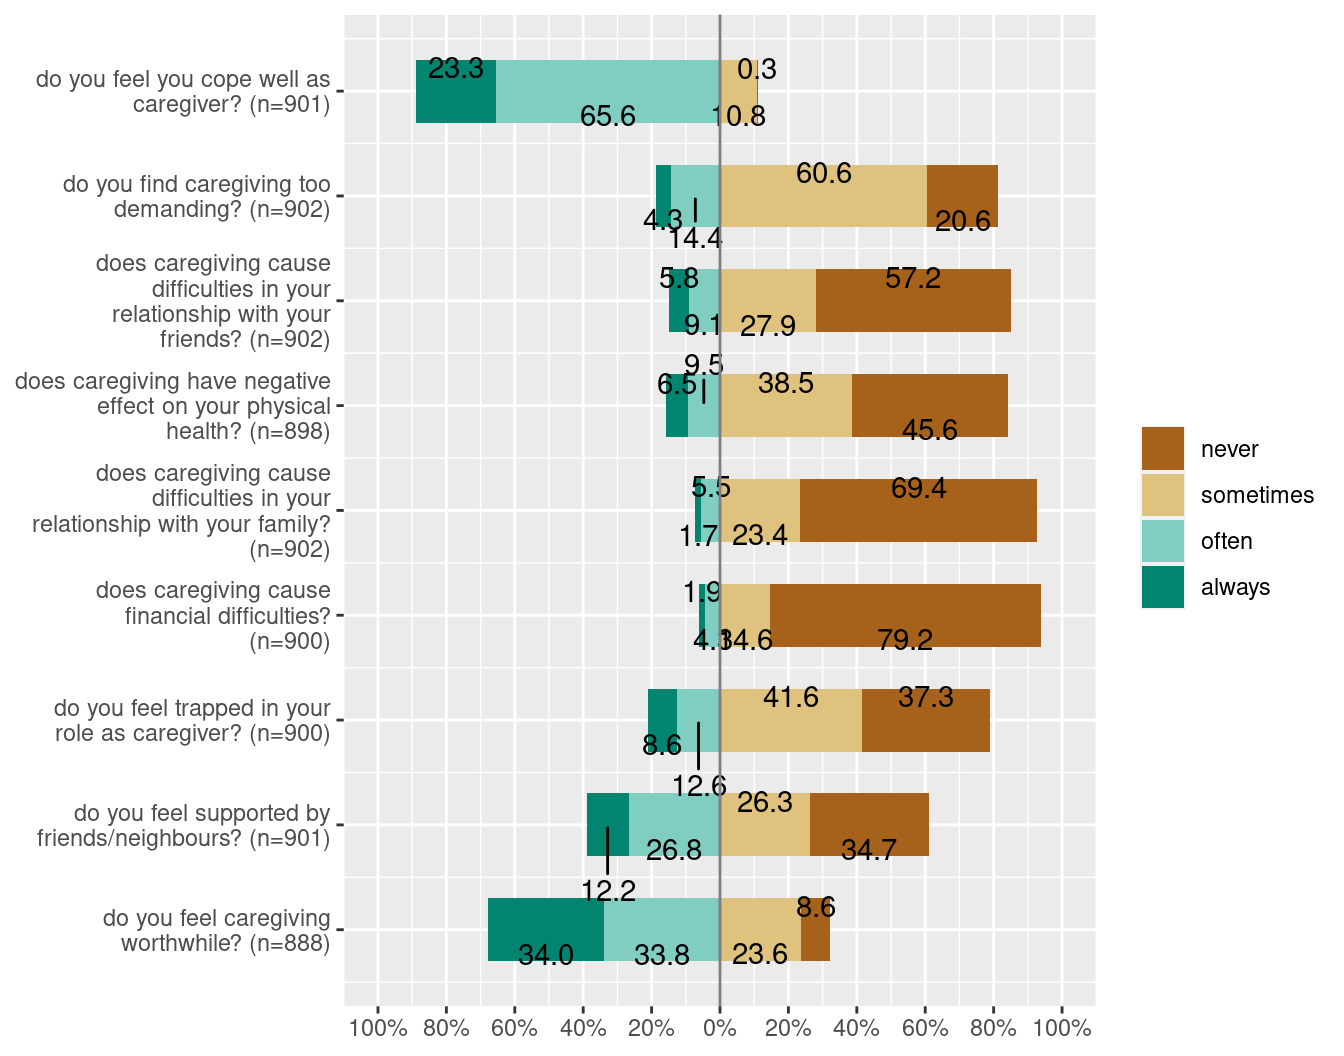 do you feel you cope well as
caregiver? (n=901)
23.3
65.6
0.3
10.8
do you find caregiving too
demanding? (n=902)
4.3
14.4
60.6
20.6
does caregiving cause
difficulties in your
relationship with your
friends? (n=902)
5.8
9.1
27.9
57.2
does caregiving have negative
effect on your physical
health? (n=898)
6.5
9.5
38.5
45.6
does caregiving cause
difficulties in your
relationship with your family?
(n=902)
1.7
5.5
23.4
69.4
does caregiving cause
financial difficulties?
(n=900)
1.9
4.3
14.6
79.2
do you feel trapped in your
role as caregiver? (n=900)
8.6
12.6
41.6
37.3
do you feel supported by
friends/neighbours? (n=901)
12.2
26.8
26.3
34.7
do you feel caregiving
worthwhile? (n=888)
34.0
33.8
23.6
8.6
100% 80% 60% 40% 20% 0% 20% 40% 60% 80% 100%
never
sometimes
often
always